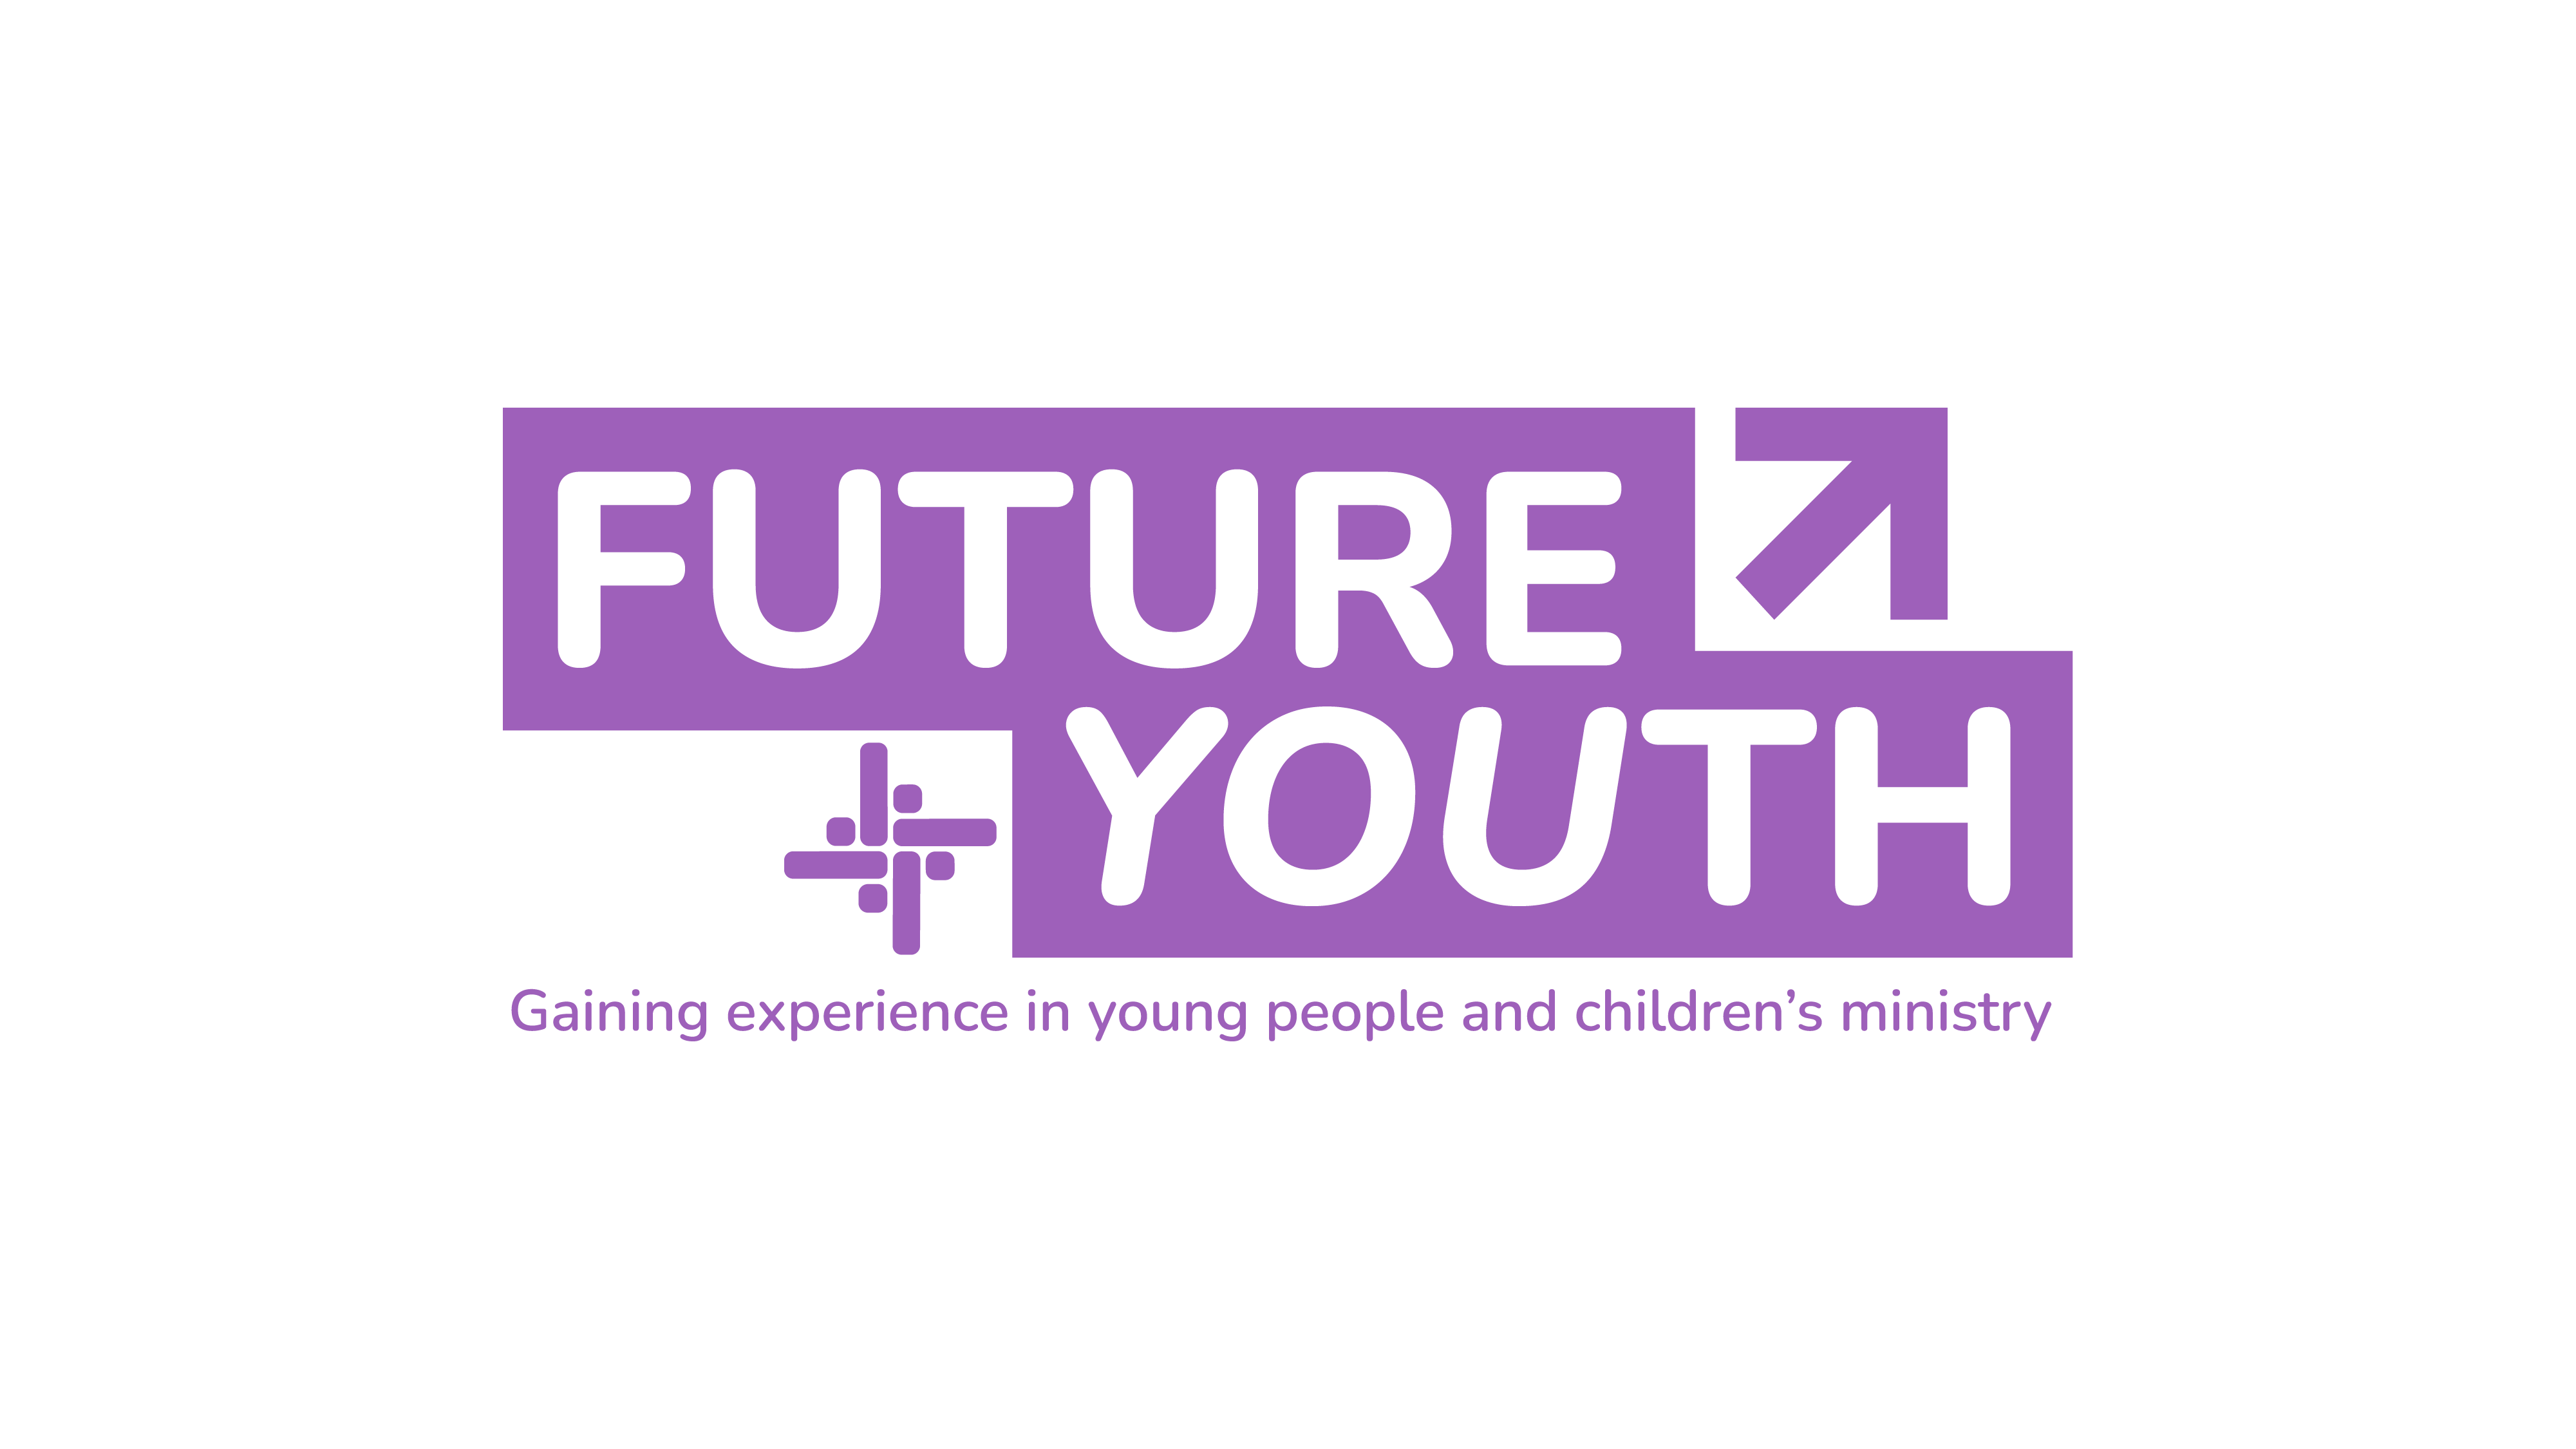 FUTURE
YOUTH
Gaining experience in young people and children’s ministry